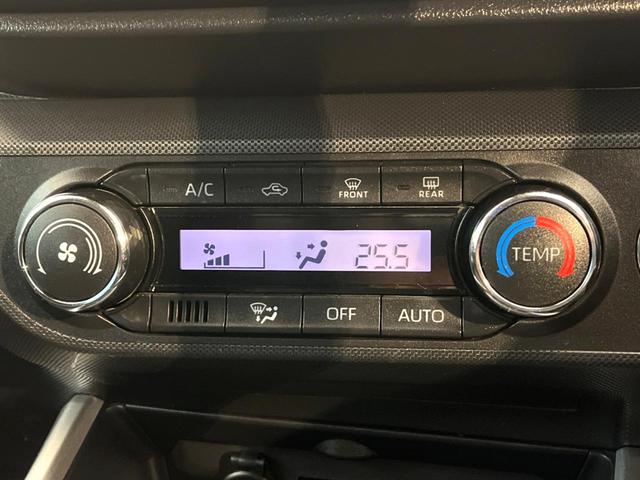 A/C
FRONT
REAR
25.5
TEMP
OFF
AUTO